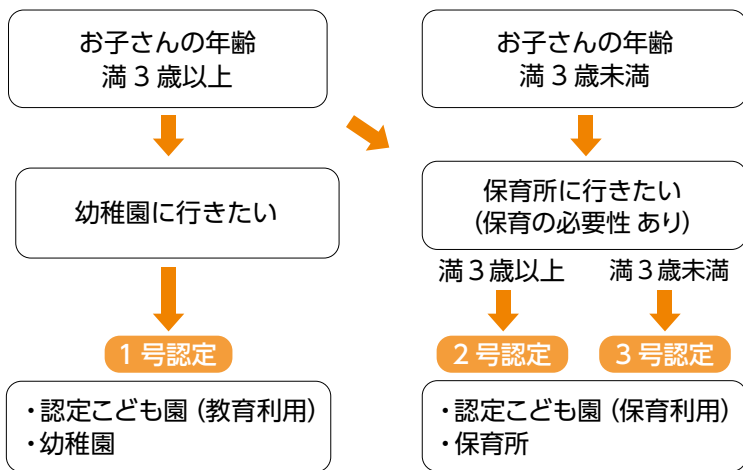 お子さんの年齢
満3歳以上
お子さんの年齢
満3歳未満
幼稚園に行きたい
保育所に行きたい
(保育の必要性 あり)
満3歳以上
満3歳未満
1号認定
2号認定
3号認定
・認定こども園 (教育利用)
・幼稚園
・認定こども園 (保育利用)
・保育所